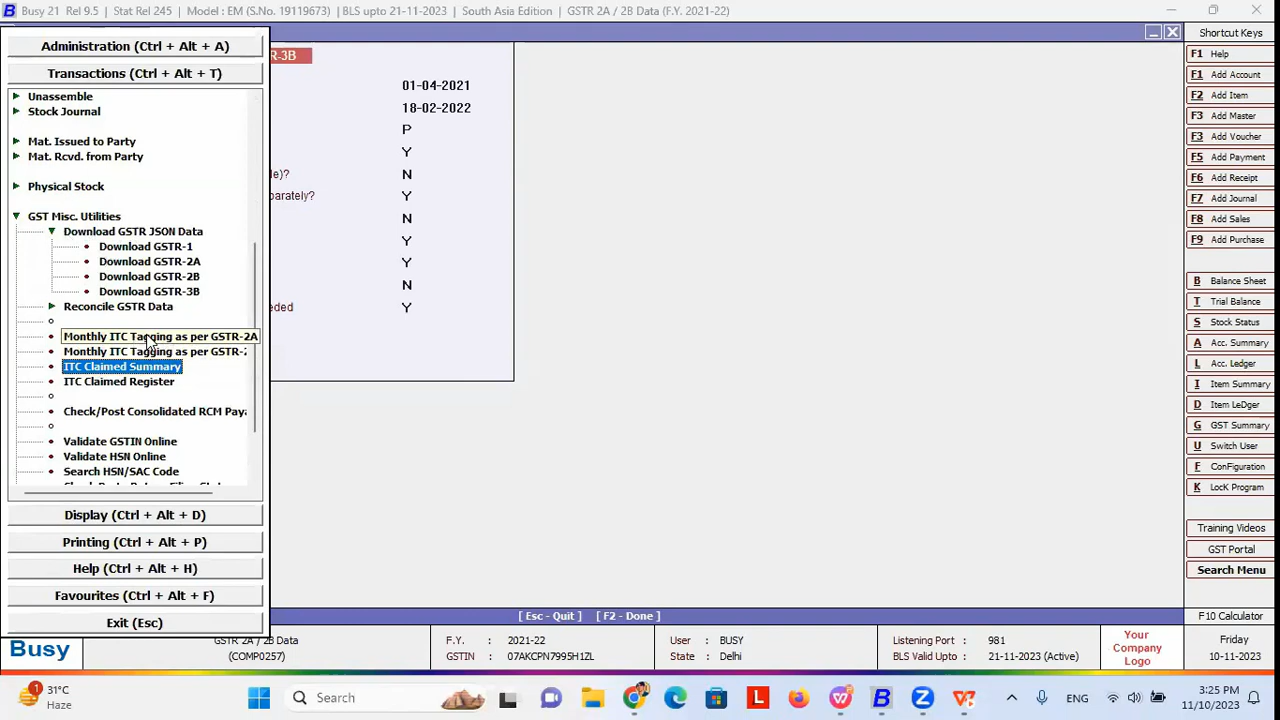 Busy 21 Rel 9.5 | Stat Rel 245 | Model : EM (S.No. 19119673) | BLS upto 21-11-2023 | South Asia Edition | GSTR 2A / 2B Data (F.Y. 2021-22)
Administration (Ctrl + Alt + A)
Transactions (Ctrl + Alt + T)
Unassemble
Stock Journal
Mat. Issued to Party
Mat. Rcvd. from Party
Physical Stock
GST Misc. Utilities
Download GSTR JSON Data
Download GSTR-1
Download GSTR-2A
Download GSTR-2B
Download GSTR-3B
Reconcile GSTR Data
Monthly ITC Tagging as per GSTR-2A
Monthly ITC Tagging as per GSTR-2
ITC Claimed Summary
ITC Claimed Register
Check/Post Consolidated RCM Pay
Validate GSTIN Online
Validate HSN Online
Search HSN/SAC Code
Display (Ctrl + Alt + D)
Printing (Ctrl + Alt + P)
Help (Ctrl + Alt + H)
Favourites (Ctrl + Alt + F)
Exit (Esc)
R-3B
01-04-2021
18-02-2022
P
Y
le)? N
parately? Y
N
Y
Y
N
eded Y
[ Esc - Quit ] [ F2 - Done ]
Shortcut Keys
F1 Help
F1 Add Account
F2 Add Item
F3 Add Master
F3 Add Voucher
F5 Add Payment
F6 Add Receipt
F7 Add Journal
F8 Add Sales
F9 Add Purchase
B Balance Sheet
T Trial Balance
S Stock Status
A Acc. Summary
L Acc. Ledger
I Item Summary
D Item LeDger
G GST Summary
U Switch User
F ConFiguration
K LocK Program
Training Videos
GST Portal
Search Menu
F10 Calculator
Busy
GSTR 2A / 2B Data
(COMP0257)
F.Y. : 2021-22
GSTIN : 07AKCPN7995H1ZL
User : BUSY
State : Delhi
Listening Port : 981
BLS Valid Upto : 21-11-2023 (Active)
Your
Company
Logo
Friday
10-11-2023
1
31°C
Haze
Search
ENG
3:25 PM
11/10/2023